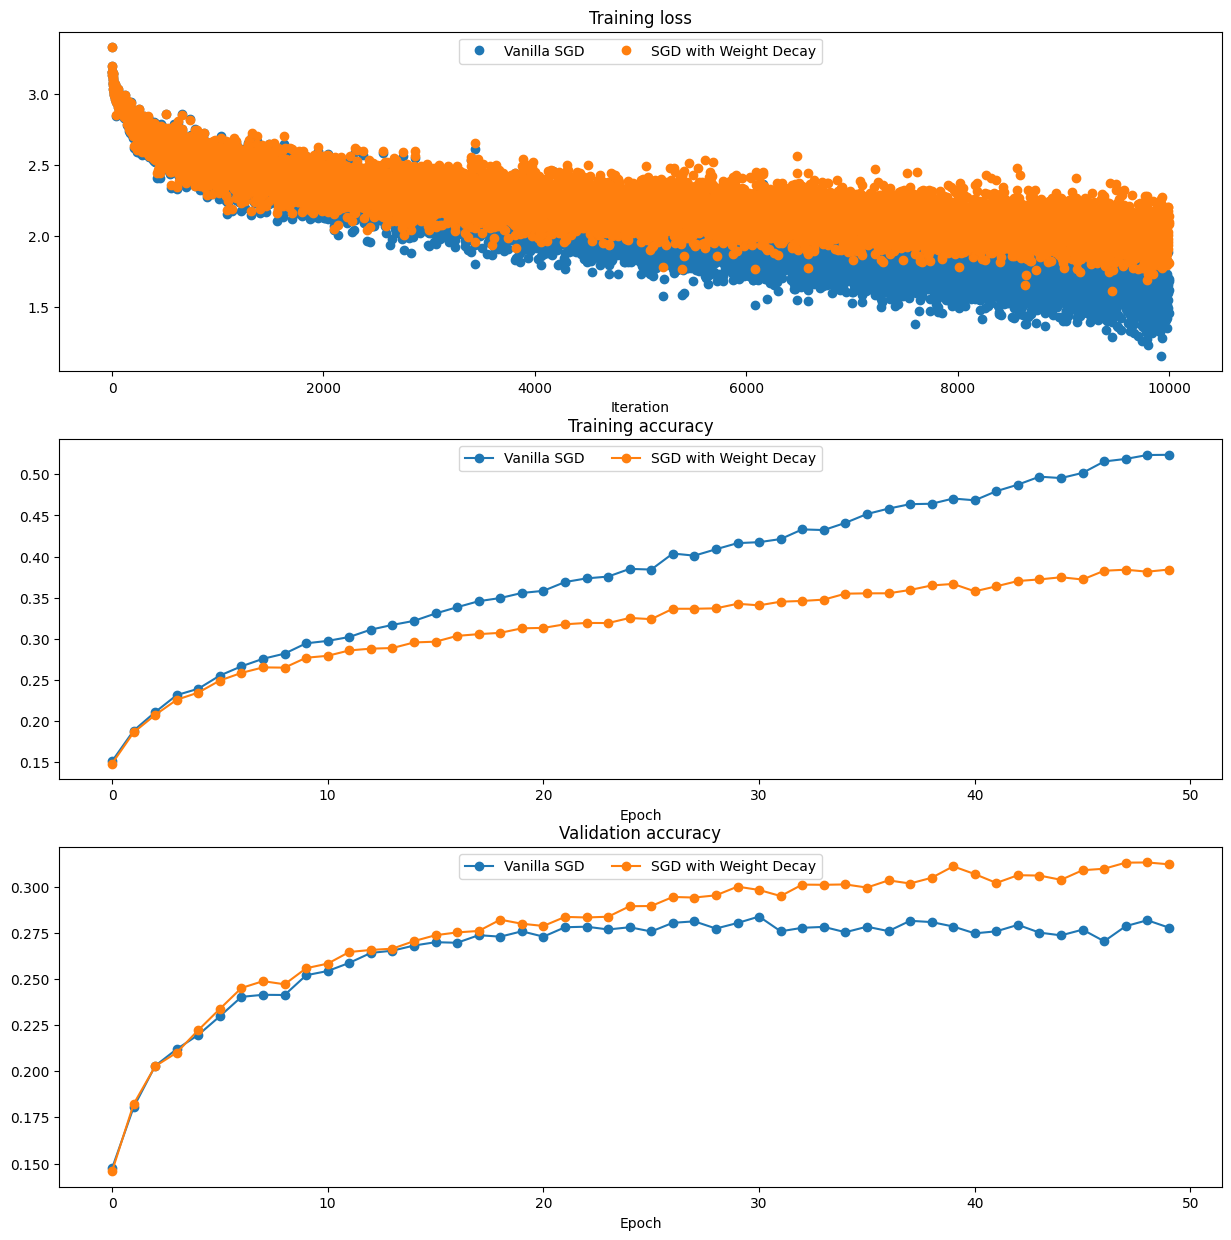 Training loss
Vanilla SGD SGD with Weight Decay
3.0
2.5
2.0
1.5
0 2000 4000 6000 8000 10000
Iteration
Training accuracy
Vanilla SGD SGD with Weight Decay
0.50
0.45
0.40
0.35
0.30
0.25
0.20
0.15
0 10 20 30 40 50
Epoch
Validation accuracy
Vanilla SGD SGD with Weight Decay
0.300
0.275
0.250
0.225
0.200
0.175
0.150
0 10 20 30 40 50
Epoch